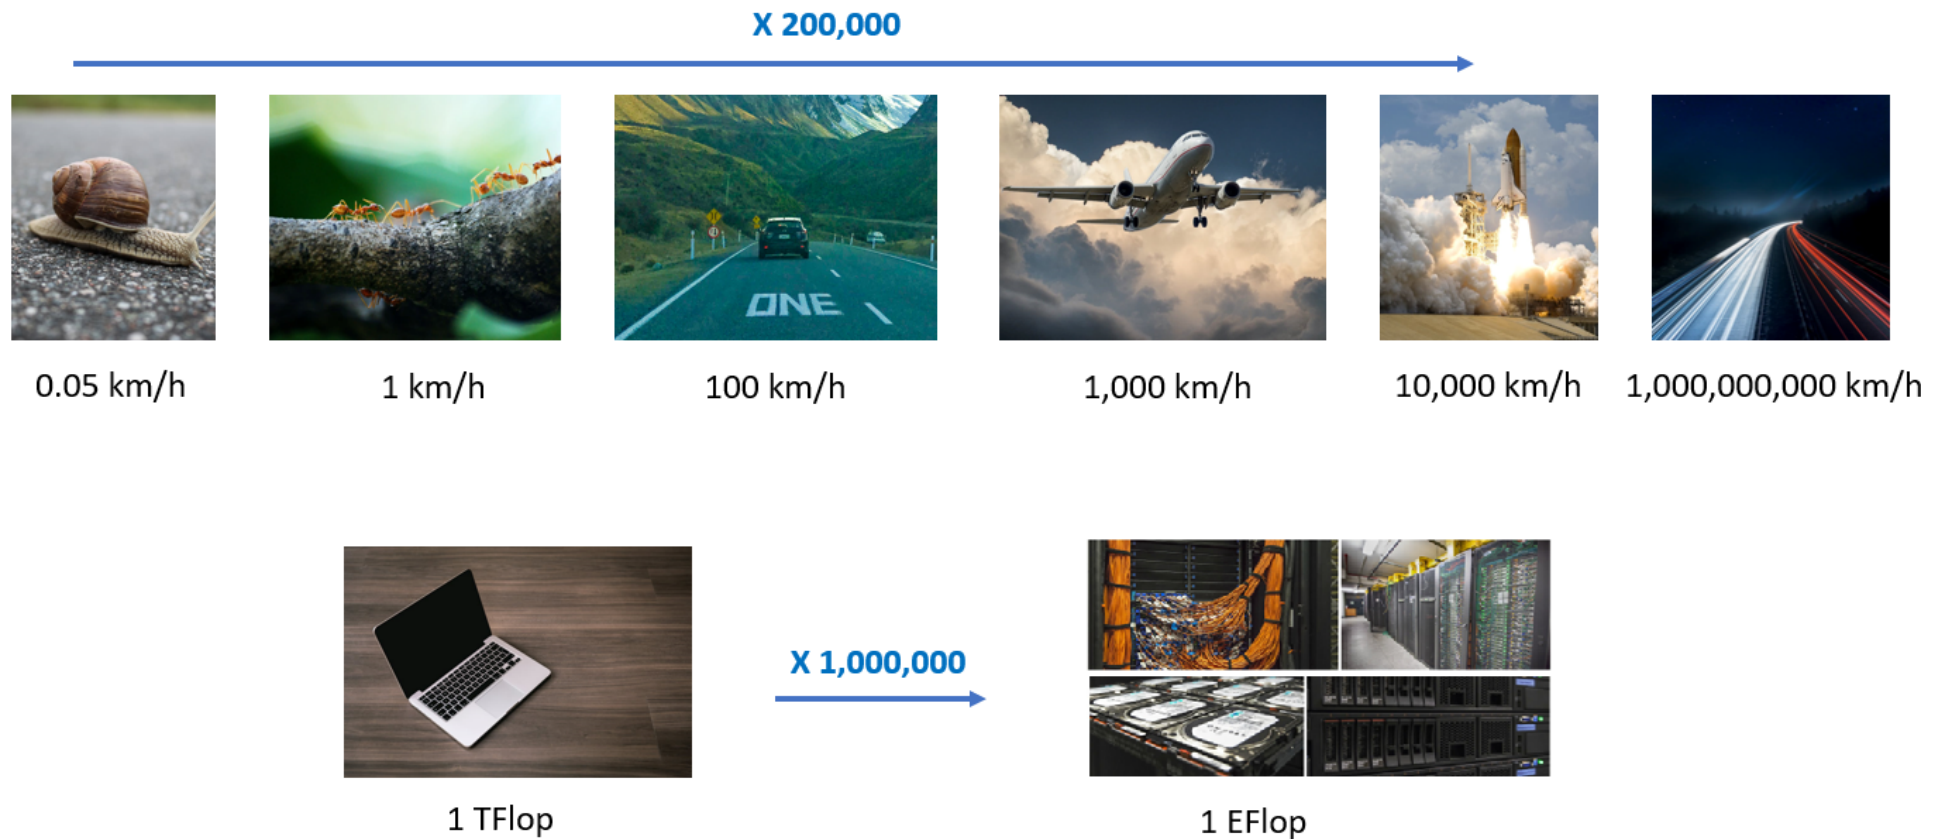 X 200,000
ONE
0.05 km/h
1 km/h
100 km/h
1,000 km/h
10,000 km/h
1,000,000,000 km/h
X 1,000,000
1 TFlop
1 EFlop